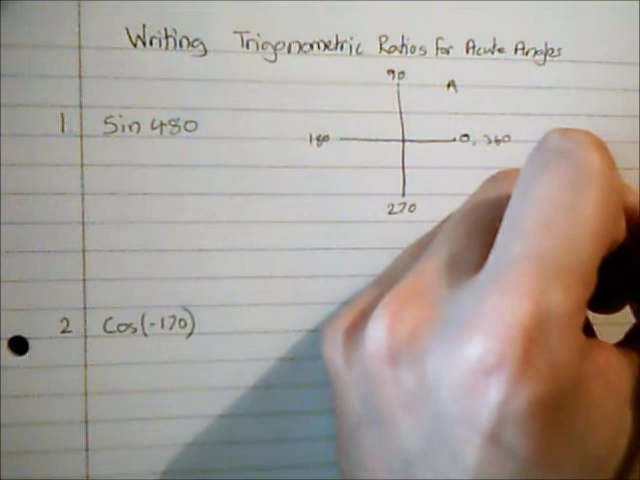 Writing Trigonometric Ratios for Acute Angles
90
A
1 Sin 480
180
0, 360
270
2 Cos(-170)